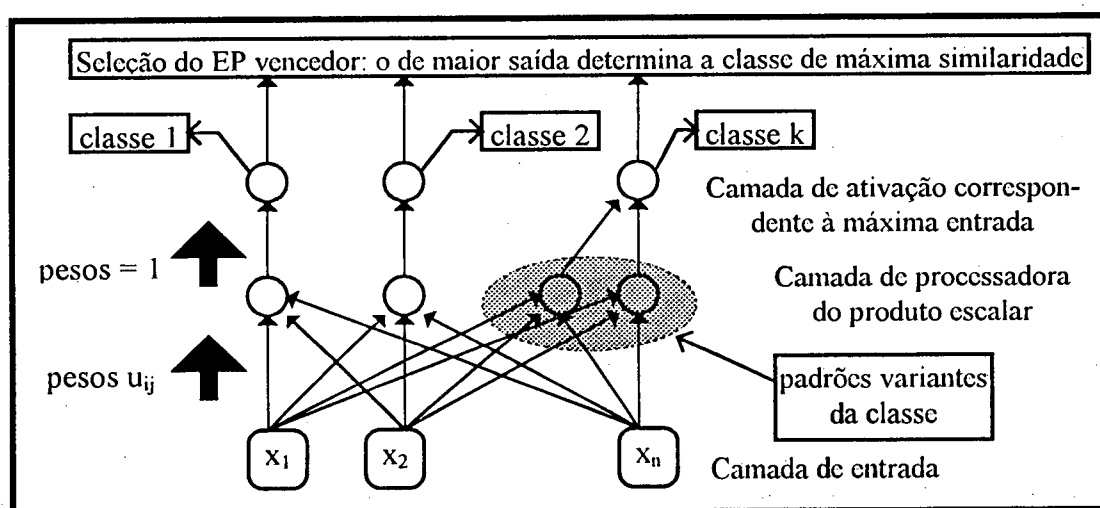 Seleção do EP vencedor: o de maior saída determina a classe de máxima similaridade
classe 1
classe 2
classe k
Camada de ativação correspon-
dente à máxima entrada
pesos = 1
Camada de processadora
do produto escalar
pesos uij
padrões variantes
da classe
x1
x2
xn
Camada de entrada